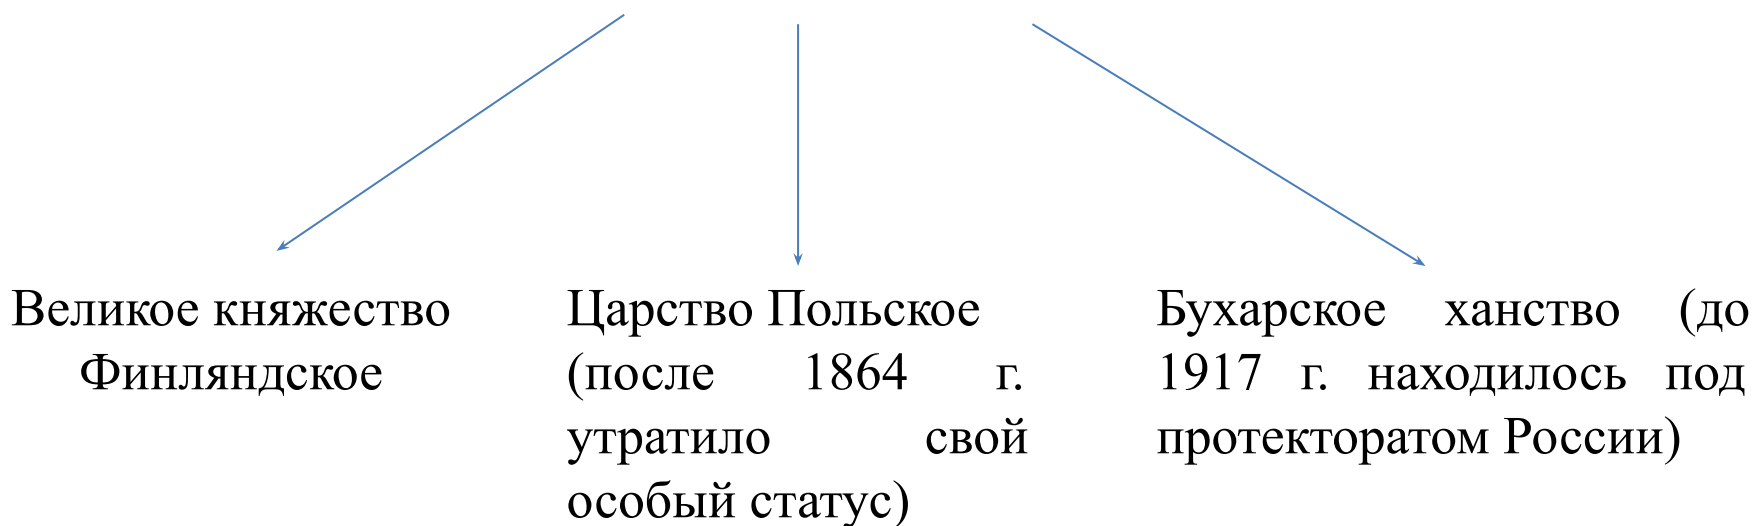 Великое княжество
Финляндское
Царство Польское
(после 1864 г.
утратило свой
особый статус)
Бухарское ханство (до
1917 г. находилось под
протекторатом России)